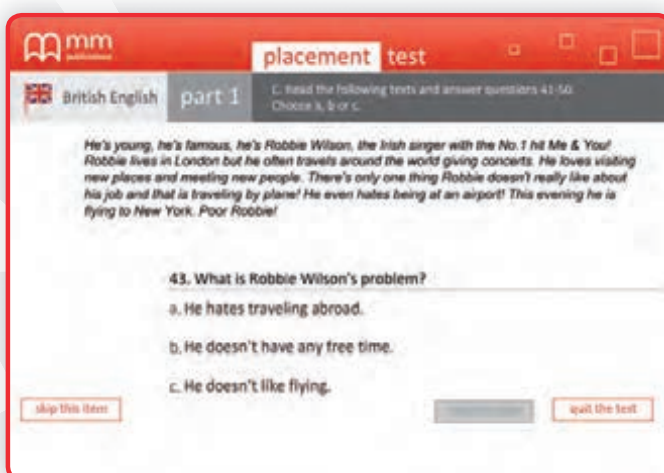 mm
publications
placement test
British English
part 1
C. Read the following texts and answer questions 41-50.
Choose a, b or c.
He's young, he's famous, he's Robbie Wilson, the Irish singer with the No.1 hit Me & You!
Robbie lives in London but he often travels around the world giving concerts. He loves visiting
new places and meeting new people. There's only one thing Robbie doesn't really like about
his job and that is traveling by plane! He even hates being at an airport! This evening he is
flying to New York. Poor Robbie!
43. What is Robbie Wilson's problem?
a. He hates traveling abroad.
b. He doesn't have any free time.
c. He doesn't like flying.
skip this item
quit the test